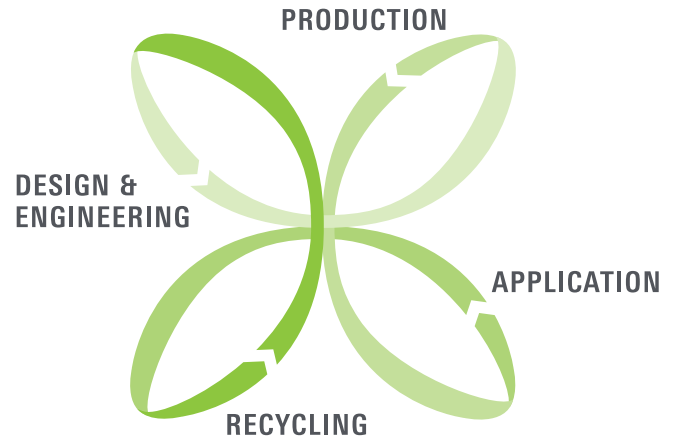 PRODUCTION
DESIGN &
ENGINEERING
APPLICATION
RECYCLING